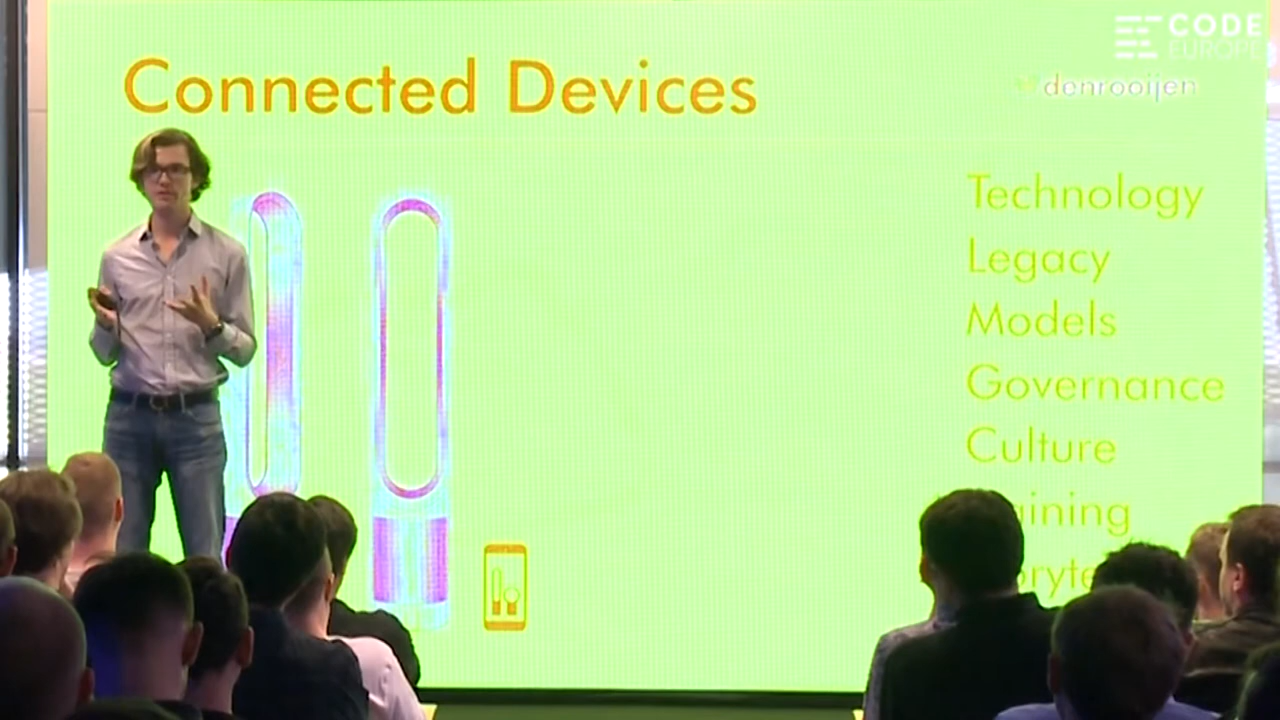 CODE
EUROPE
Connected Devices
denrooijen
Technology
Legacy
Models
Governance
Culture